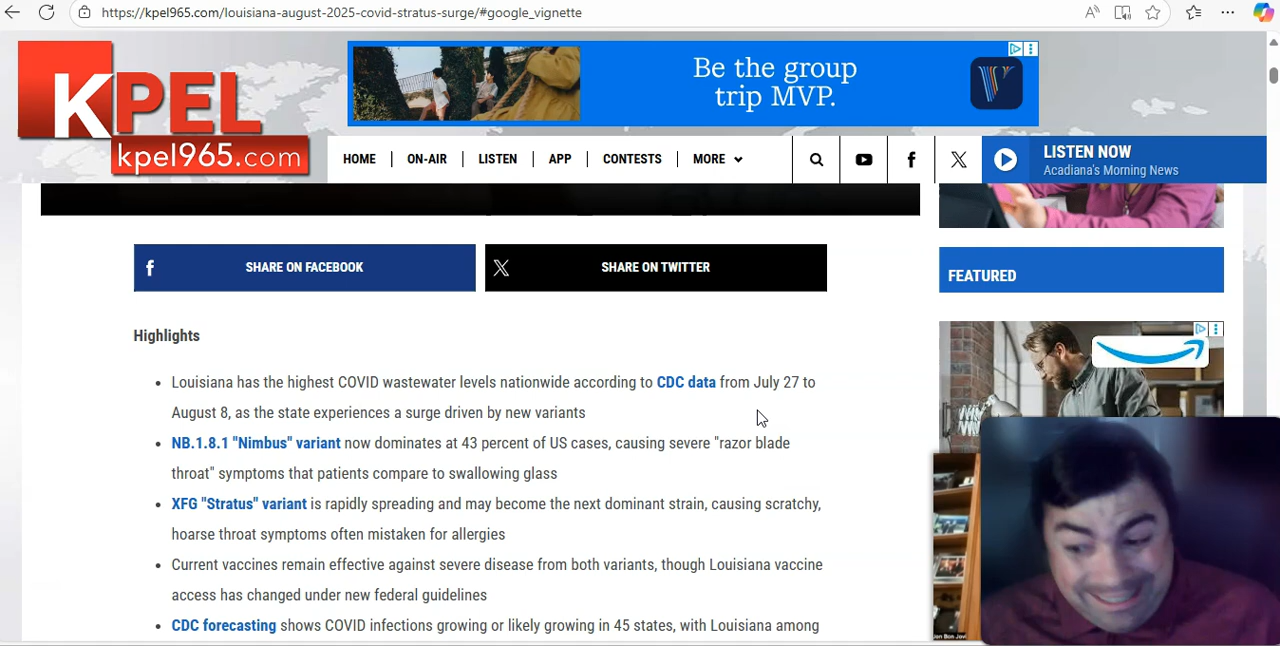 https://kpel965.com/louisiana-august-2025-covid-stratus-surge/#google_vignette
KPEL
kpel965.com
Be the group
trip MVP.
HOME
ON-AIR
LISTEN
APP
CONTESTS
MORE
LISTEN NOW
Acadiana's Morning News
SHARE ON FACEBOOK
SHARE ON TWITTER
FEATURED
Highlights
• Louisiana has the highest COVID wastewater levels nationwide according to CDC data from July 27 to
August 8, as the state experiences a surge driven by new variants
• NB.1.8.1 "Nimbus" variant now dominates at 43 percent of US cases, causing severe "razor blade
throat" symptoms that patients compare to swallowing glass
• XFG "Stratus" variant is rapidly spreading and may become the next dominant strain, causing scratchy,
hoarse throat symptoms often mistaken for allergies
• Current vaccines remain effective against severe disease from both variants, though Louisiana vaccine
access has changed under new federal guidelines
• CDC forecasting shows COVID infections growing or likely growing in 45 states, with Louisiana among
Jen Bon Jovi